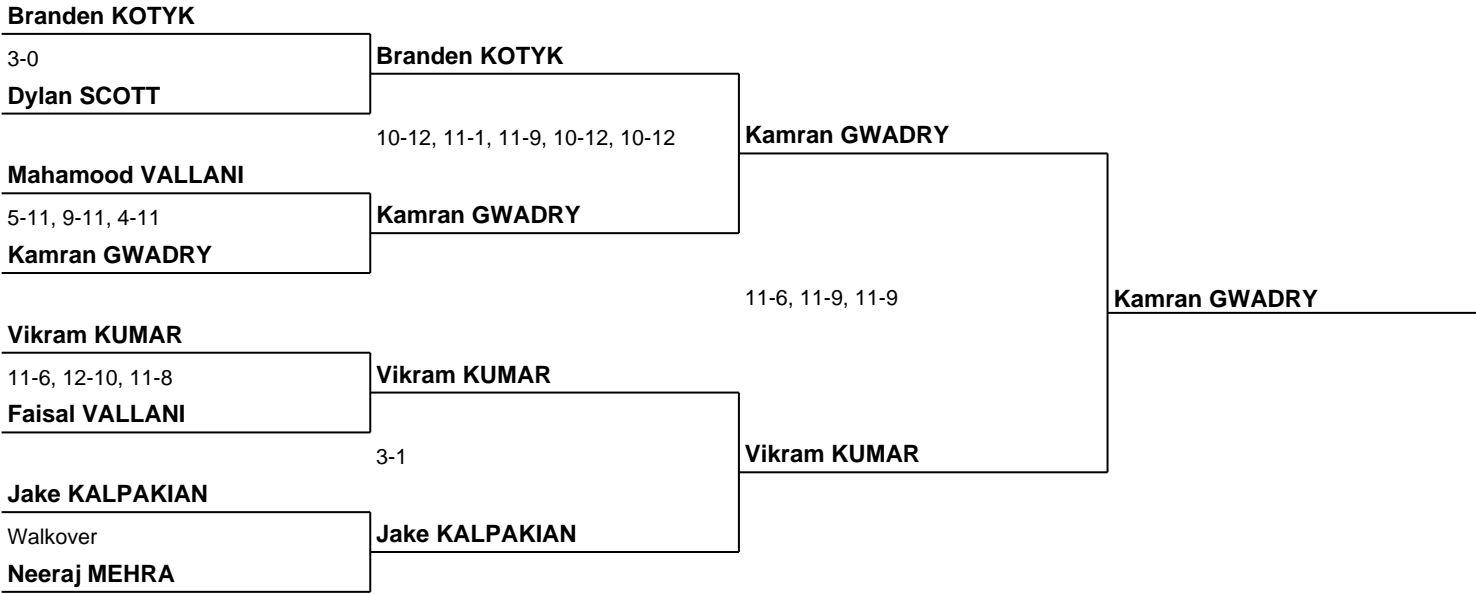 Branden KOTYK
3-0
Dylan SCOTT
Mahamood VALLANI
5-11, 9-11, 4-11
Kamran GWADRY
Vikram KUMAR
11-6, 12-10, 11-8
Faisal VALLANI
Jake KALPAKIAN
Walkover
Neeraj MEHRA
Branden KOTYK
10-12, 11-1, 11-9, 10-12, 10-12
Kamran GWADRY
Vikram KUMAR
3-1
Jake KALPAKIAN
Kamran GWADRY
11-6, 11-9, 11-9
Vikram KUMAR
Kamran GWADRY